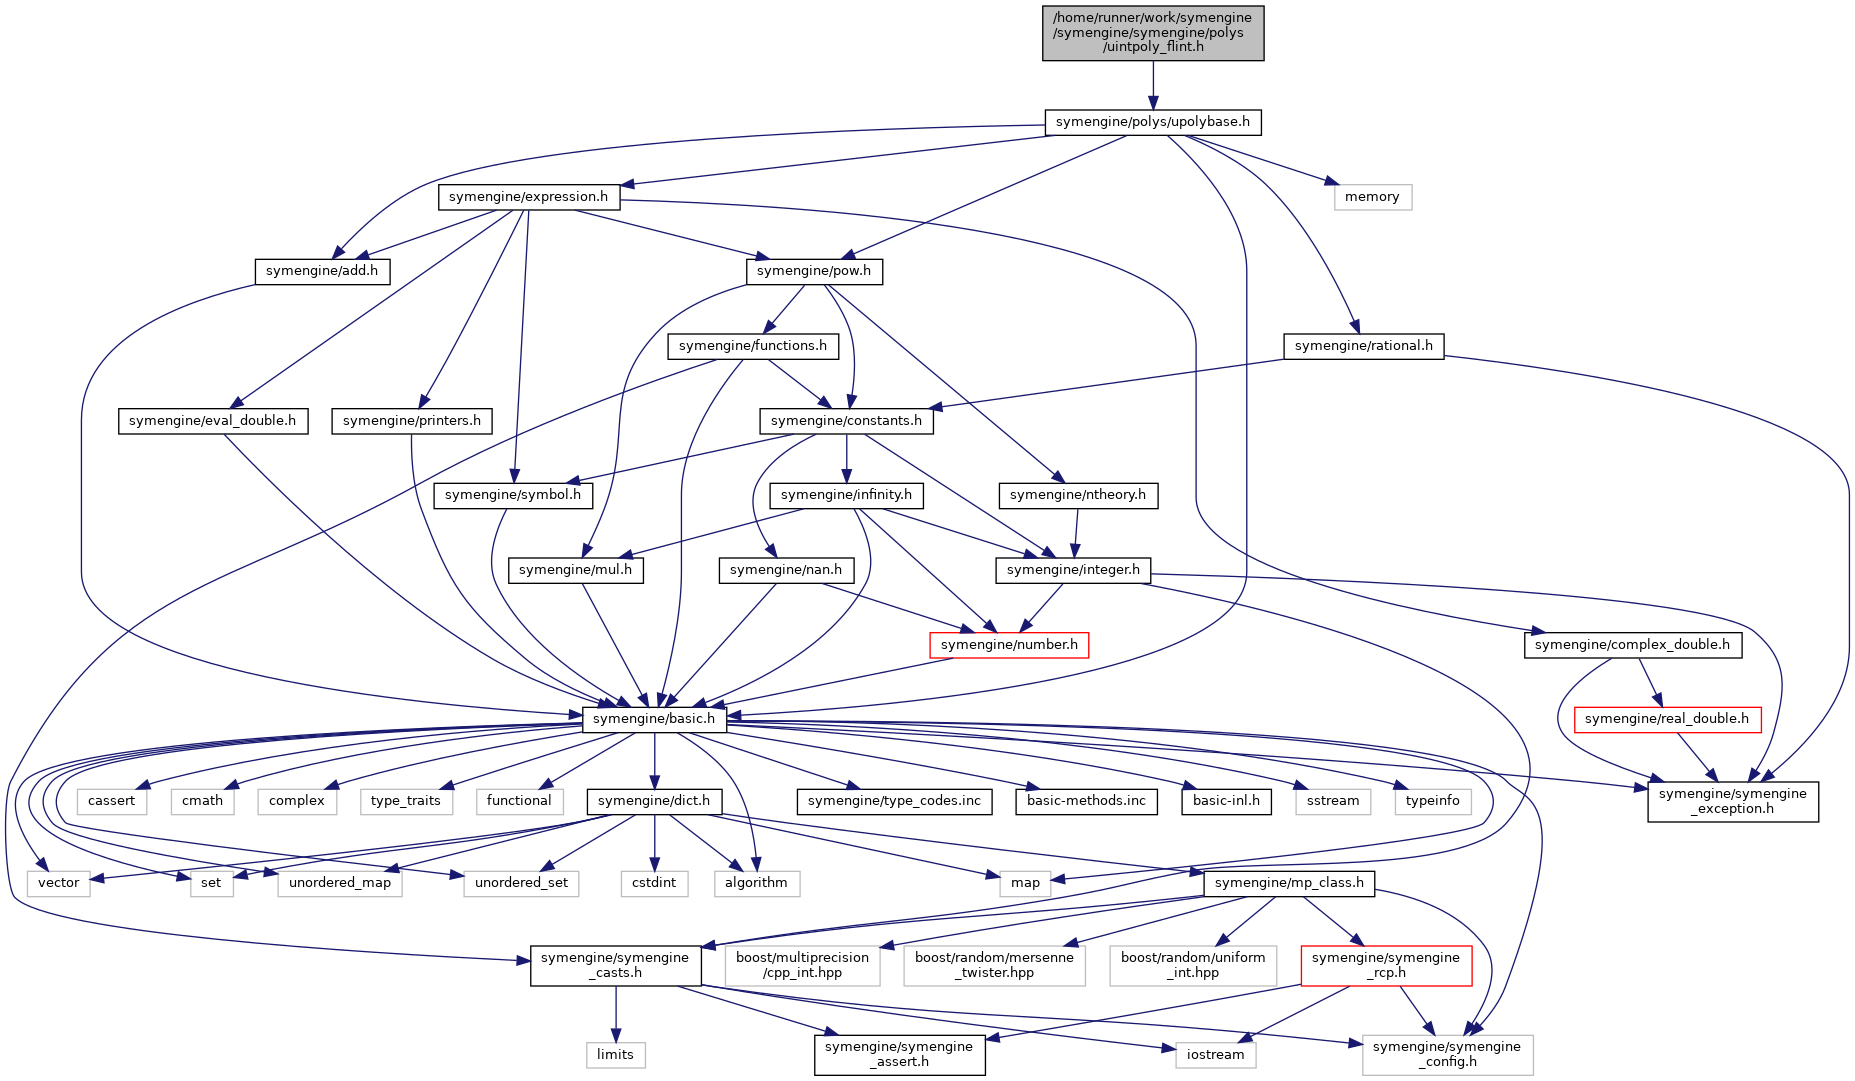 /home/runner/work/symengine
/symengine/symengine/polys
/uintpoly_flint.h
symengine/polys/upolybase.h
symengine/expression.h
memory
symengine/add.h
symengine/pow.h
symengine/functions.h
symengine/rational.h
symengine/eval_double.h
symengine/printers.h
symengine/constants.h
symengine/symbol.h
symengine/infinity.h
symengine/ntheory.h
symengine/mul.h
symengine/nan.h
symengine/integer.h
symengine/number.h
symengine/complex_double.h
symengine/basic.h
symengine/real_double.h
cassert
cmath
complex
type_traits
functional
symengine/dict.h
symengine/type_codes.inc
basic-methods.inc
basic-inl.h
sstream
typeinfo
symengine/symengine
_exception.h
vector
set
unordered_map
unordered_set
cstdint
algorithm
map
symengine/mp_class.h
symengine/symengine
_casts.h
boost/multiprecision
/cpp_int.hpp
boost/random/mersenne
_twister.hpp
boost/random/uniform
_int.hpp
symengine/symengine
_rcp.h
limits
symengine/symengine
_assert.h
iostream
symengine/symengine
_config.h